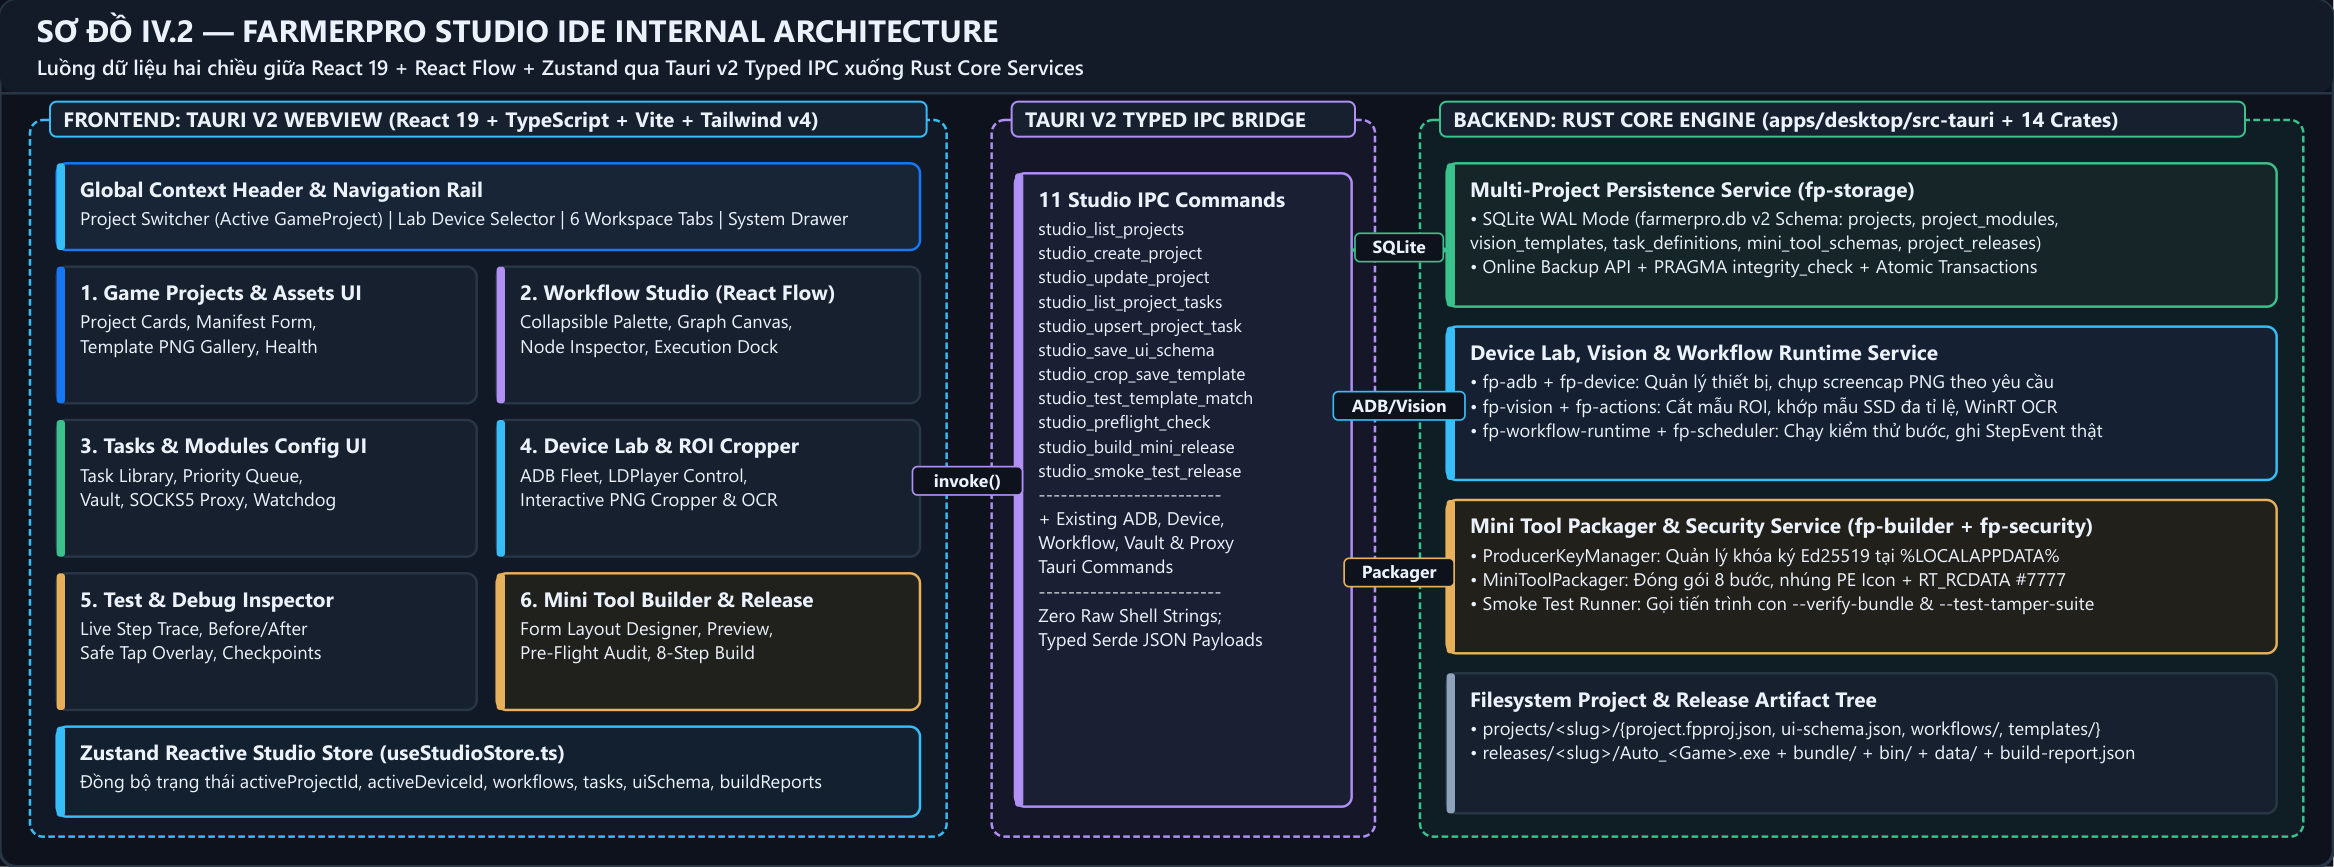 SƠ ĐỒ IV.2 — FARMERPRO STUDIO IDE INTERNAL ARCHITECTURE
Luồng dữ liệu hai chiều giữa React 19 + React Flow + Zustand qua Tauri v2 Typed IPC xuống Rust Core Services
FRONTEND: TAURI V2 WEBVIEW (React 19 + TypeScript + Vite + Tailwind v4)
Global Context Header & Navigation Rail
Project Switcher (Active GameProject) | Lab Device Selector | 6 Workspace Tabs | System Drawer
1. Game Projects & Assets UI
Project Cards, Manifest Form,
Template PNG Gallery, Health
2. Workflow Studio (React Flow)
Collapsible Palette, Graph Canvas,
Node Inspector, Execution Dock
3. Tasks & Modules Config UI
Task Library, Priority Queue,
Vault, SOCKS5 Proxy, Watchdog
4. Device Lab & ROI Cropper
ADB Fleet, LDPlayer Control,
Interactive PNG Cropper & OCR
5. Test & Debug Inspector
Live Step Trace, Before/After
Safe Tap Overlay, Checkpoints
6. Mini Tool Builder & Release
Form Layout Designer, Preview,
Pre-Flight Audit, 8-Step Build
Zustand Reactive Studio Store (useStudioStore.ts)
Đồng bộ trạng thái activeProjectId, activeDeviceId, workflows, tasks, uiSchema, buildReports
invoke()
TAURI V2 TYPED IPC BRIDGE
11 Studio IPC Commands
studio_list_projects
studio_create_project
studio_update_project
studio_list_project_tasks
studio_upsert_project_task
studio_save_ui_schema
studio_crop_save_template
studio_test_template_match
studio_preflight_check
studio_build_mini_release
studio_smoke_test_release
-------------------------
+ Existing ADB, Device,
Workflow, Vault & Proxy
Tauri Commands
-------------------------
Zero Raw Shell Strings;
Typed Serde JSON Payloads
SQLite
ADB/Vision
Packager
BACKEND: RUST CORE ENGINE (apps/desktop/src-tauri + 14 Crates)
Multi-Project Persistence Service (fp-storage)
• SQLite WAL Mode (farmerpro.db v2 Schema: projects, project_modules,
vision_templates, task_definitions, mini_tool_schemas, project_releases)
• Online Backup API + PRAGMA integrity_check + Atomic Transactions
Device Lab, Vision & Workflow Runtime Service
• fp-adb + fp-device: Quản lý thiết bị, chụp screencap PNG theo yêu cầu
• fp-vision + fp-actions: Cắt mẫu ROI, khớp mẫu SSD đa tỉ lệ, WinRT OCR
• fp-workflow-runtime + fp-scheduler: Chạy kiểm thử bước, ghi StepEvent thật
Mini Tool Packager & Security Service (fp-builder + fp-security)
• ProducerKeyManager: Quản lý khóa ký Ed25519 tại %LOCALAPPDATA%
• MiniToolPackager: Đóng gói 8 bước, nhúng PE Icon + RT_RCDATA #7777
• Smoke Test Runner: Gọi tiến trình con --verify-bundle & --test-tamper-suite
Filesystem Project & Release Artifact Tree
• projects/<slug>/{project.fpproj.json, ui-schema.json, workflows/, templates/}
• releases/<slug>/Auto_<Game>.exe + bundle/ + bin/ + data/ + build-report.json